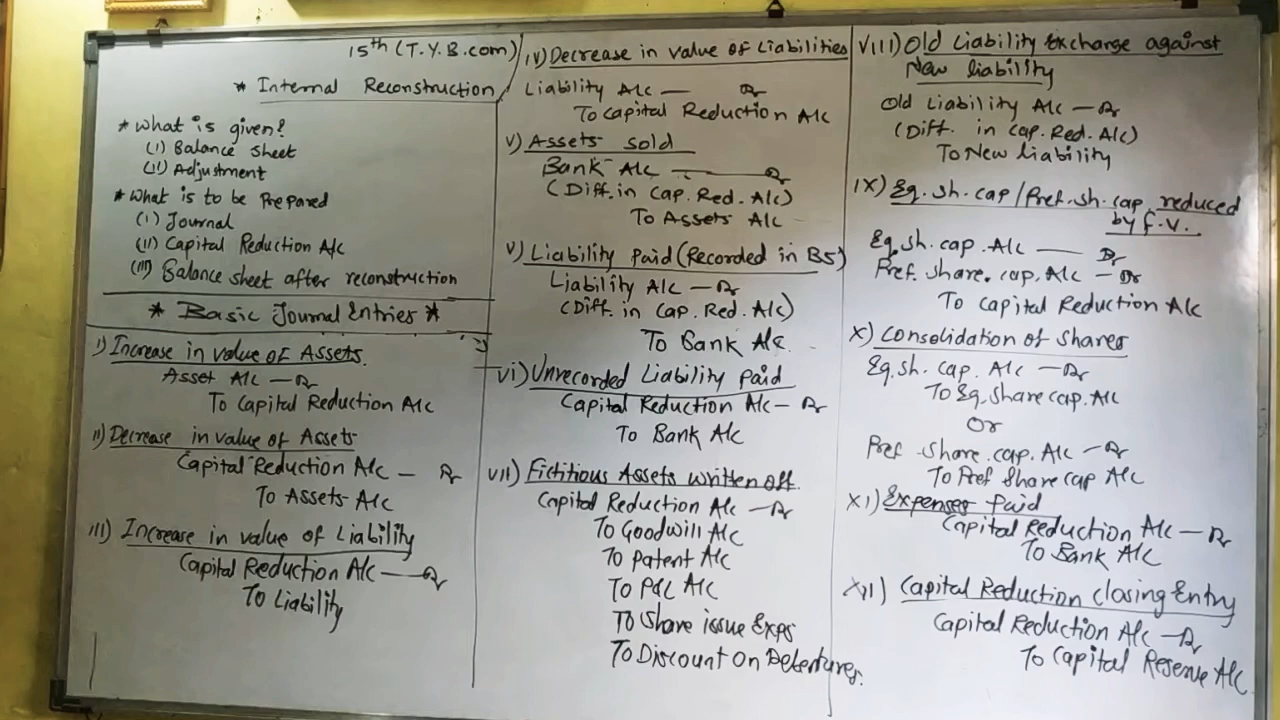 15th (T.Y.B.com)
* Internal Reconstruction
* What is given?
(i) Balance sheet
(ii) Adjustment
* What is to be Prepared
(i) Journal
(ii) Capital Reduction A/c
(iii) Balance sheet after reconstruction
* Basic Journal Entries *
i) Increase in value of Assets.
Asset A/c — Dr
To Capital Reduction A/c
ii) Decrease in value of Assets
Capital Reduction A/c — Dr
To Assets A/c
iii) Increase in value of Liability
Capital Reduction A/c — Dr
To Liability
iv) Decrease in value of Liabilities
Liability A/c — Dr
To Capital Reduction A/c
v) Assets sold
Bank A/c — Dr
(Diff. in Cap. Red. A/c)
To Assets A/c
v) Liability Paid (Recorded in BS)
Liability A/c — Dr
(Diff. in Cap. Red. A/c)
To Bank A/c
vi) Unrecorded Liability paid
Capital Reduction A/c — Dr
To Bank A/c
vii) Fictitious Assets written off.
Capital Reduction A/c — Dr
To Goodwill A/c
To Patent A/c
To P&L A/c
To Share issue Exps
To Discount On Debentures.
viii) Old Liability Exchange against
New liability
Old Liability A/c — Dr
(Diff. in Cap. Red. A/c)
To New liability
ix) Eq. sh. cap / Pref. sh. cap. reduced
by F.V.
Eq. sh. cap. A/c — Dr
Pref. share. cap. A/c — Dr
To Capital Reduction A/c
x) Consolidation of Shares
Eq. sh. cap. A/c — Dr
To Eq. share cap. A/c
Or
Pref share. cap. A/c — Dr
To Pref Share cap A/c
xi) Expenses Paid
Capital Reduction A/c — Dr
To Bank A/c
xii) Capital Reduction closing Entry
Capital Reduction A/c — Dr
To Capital Reserve A/c